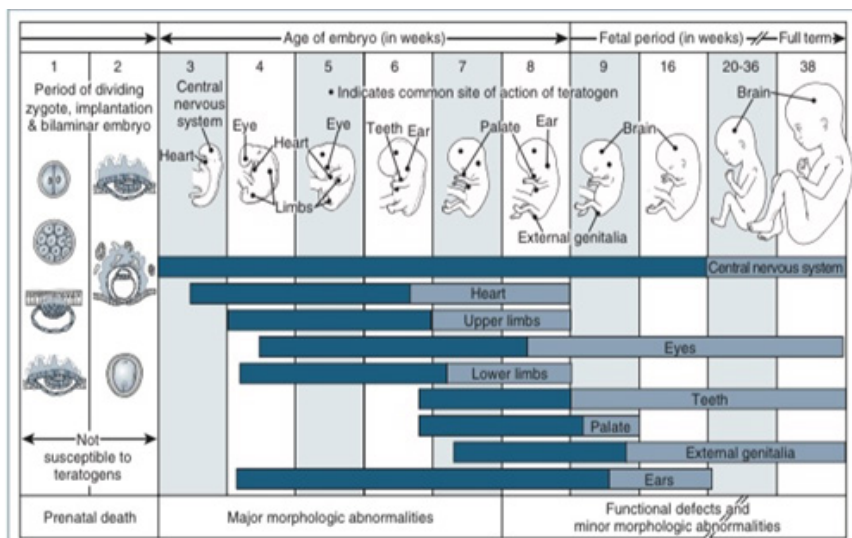 Age of embryo (in weeks)
Fetal period (in weeks)
Full term
1
2
3
4
5
6
7
8
9
16
20-36
38
Period of dividing
zygote, implantation
& bilaminar embryo
Central
nervous
system
Heart
• Indicates common site of action of teratogen
Eye
Heart
Limbs
Eye
Teeth
Ear
Palate
Ear
External genitalia
Brain
Brain
Central nervous system
Heart
Upper limbs
Eyes
Lower limbs
Teeth
Palate
External genitalia
Ears
Not
susceptible to
teratogens
Prenatal death
Major morphologic abnormalities
Functional defects and
minor morphologic abnormalities